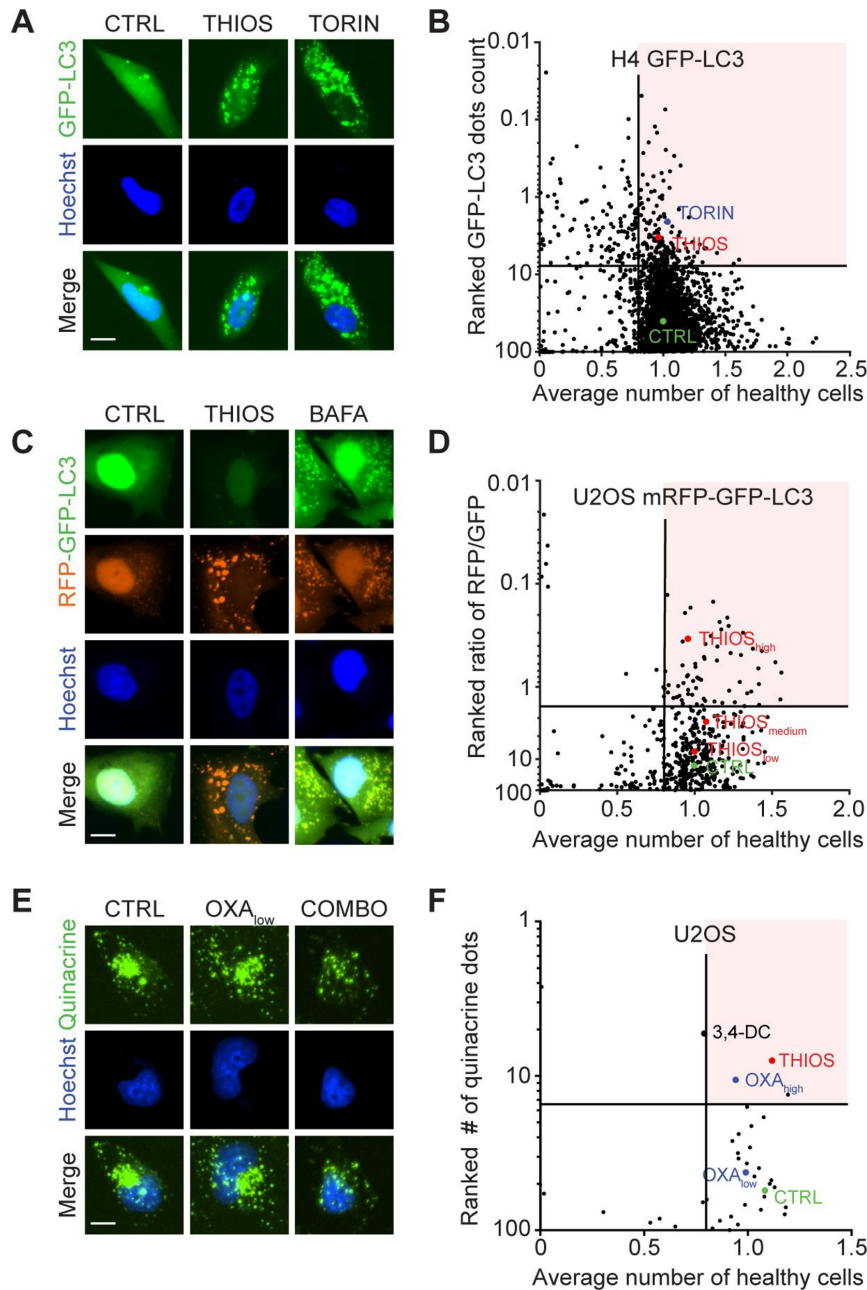 A
CTRL THIOS TORIN
GFP-LC3
Hoechst
Merge
B
H4 GFP-LC3
Ranked GFP-LC3 dots count
0.01
0.1
1
10
100
TORIN
THIOS
CTRL
0 0.5 1.0 1.5 2.0 2.5
Average number of healthy cells
C
CTRL THIOS BAFA
RFP-GFP-LC3
Hoechst
Merge
D
U2OS mRFP-GFP-LC3
Ranked ratio of RFP/GFP
0.01
0.1
1
10
100
THIOShigh
THIOSmedium
THIOSlow
CTRL
0 0.5 1.0 1.5 2.0
Average number of healthy cells
E
CTRL OXAlow COMBO
Quinacrine
Hoechst
Merge
F
U2OS
Ranked # of quinacrine dots
1
10
100
3,4-DC
THIOS
OXAhigh
OXAlow
CTRL
0 0.5 1.0 1.5
Average number of healthy cells